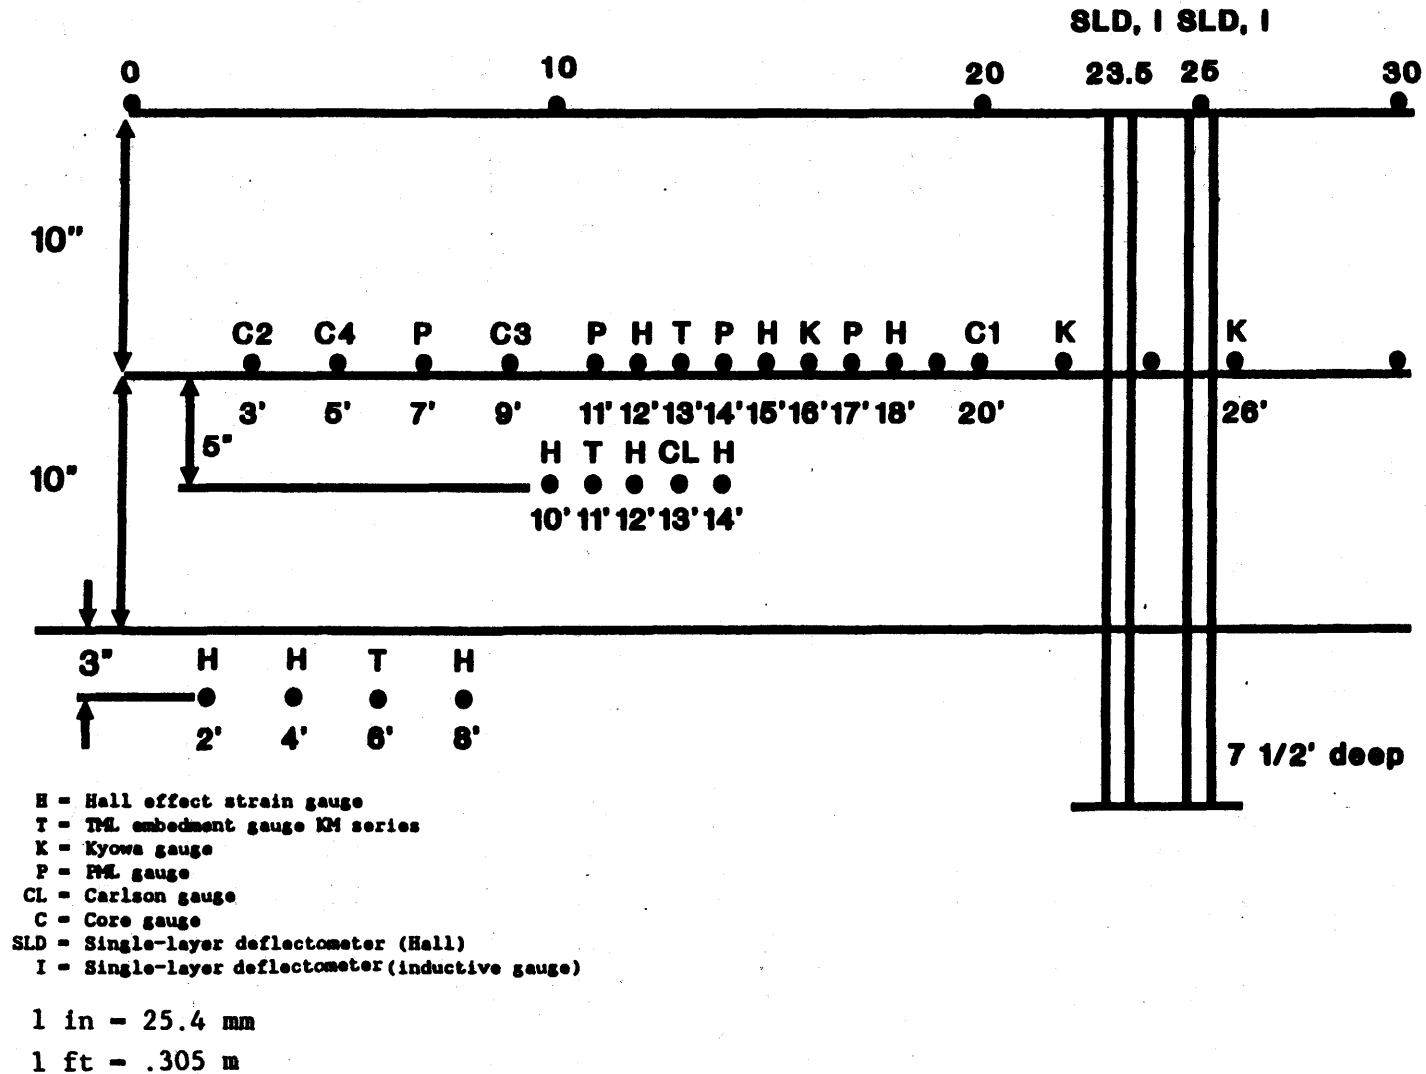 SLD, I SLD, I
0 10 20 23.5 25 30
10"
C2 C4 P C3 P H T P H K P H C1 K K
3' 5' 7' 9' 11' 12' 13' 14' 15' 16' 17' 18' 20' 26'
5"
H T H CL H
10"
10' 11' 12' 13' 14'
3" H H T H
2' 4' 6' 8'
7 1/2' deep
H = Hall effect strain gauge
T = TML embedment gauge KM series
K = Kyowa gauge
P = PML gauge
CL = Carlson gauge
C = Core gauge
SLD = Single-layer deflectometer (Hall)
I = Single-layer deflectometer (inductive gauge)
1 in = 25.4 mm
1 ft = .305 m